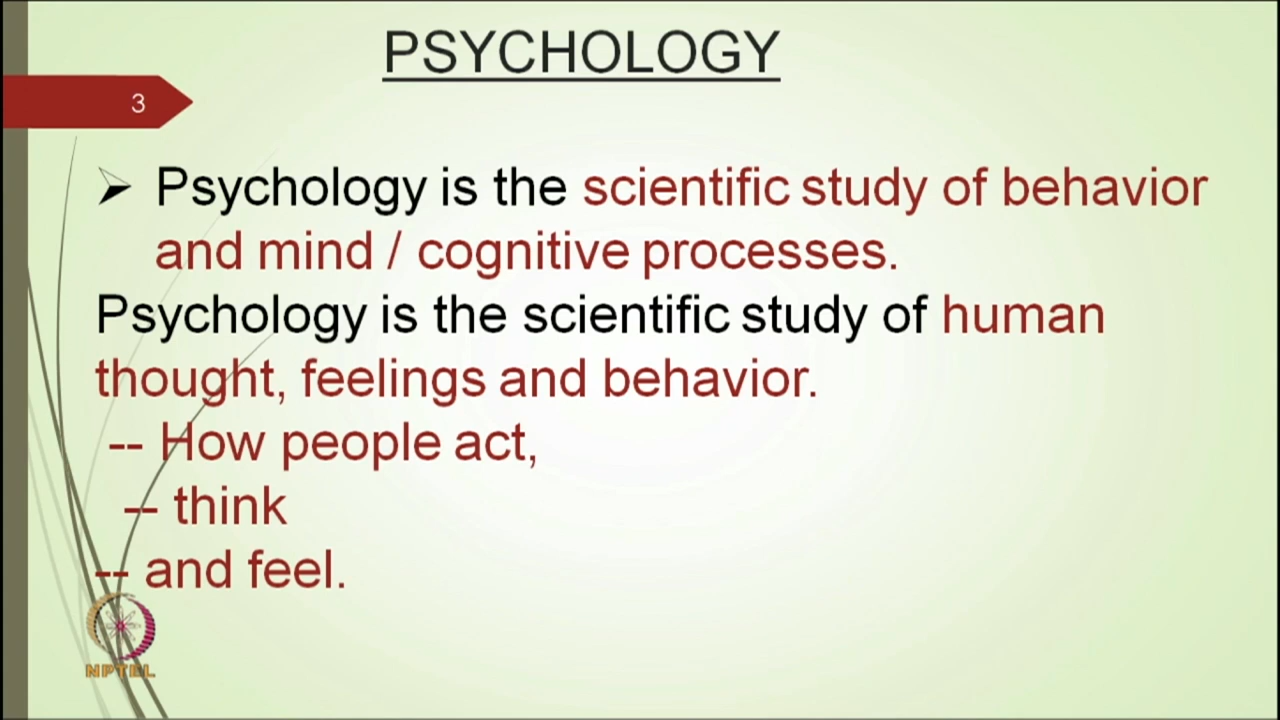 PSYCHOLOGY
3
➢ Psychology is the scientific study of behavior
and mind / cognitive processes.
Psychology is the scientific study of human
thought, feelings and behavior.
-- How people act,
-- think
-- and feel.
NPTEL